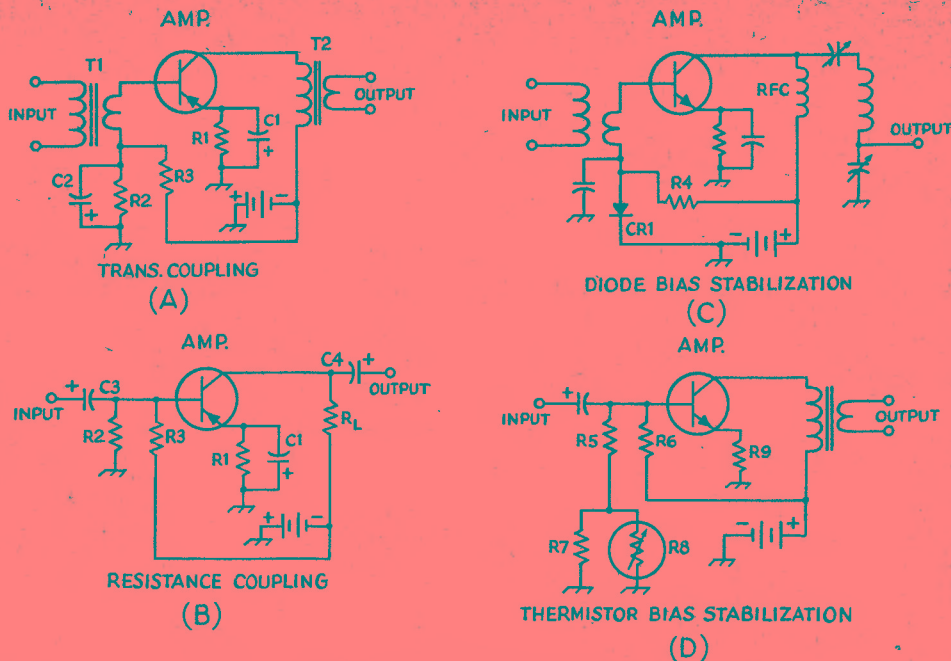 AMP.
T1
T2
INPUT
OUTPUT
C1
R1
+
C2
R2
+
R3
+ -
TRANS. COUPLING
(A)
AMP.
INPUT
RFC
OUTPUT
R4
CR1
- +
DIODE BIAS STABILIZATION
(C)
AMP.
INPUT
+ C3
C4 +
OUTPUT
R2
R3
RL
R1
C1
+
+ -
RESISTANCE COUPLING
(B)
AMP.
INPUT
+
OUTPUT
R5
R6
R9
R7
R8
- +
THERMISTOR BIAS STABILIZATION
(D)